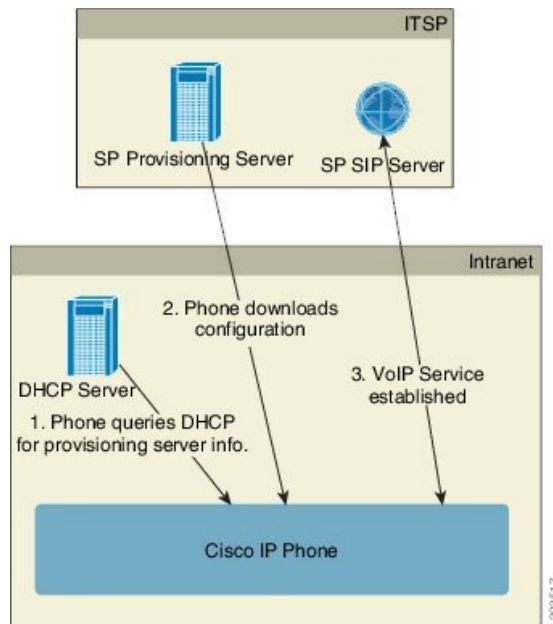 ITSP
SP Provisioning Server
SP SIP Server
Intranet
2. Phone downloads
configuration
DHCP Server
3. VoIP Service
established
1. Phone queries DHCP
for provisioning server info.
Cisco IP Phone